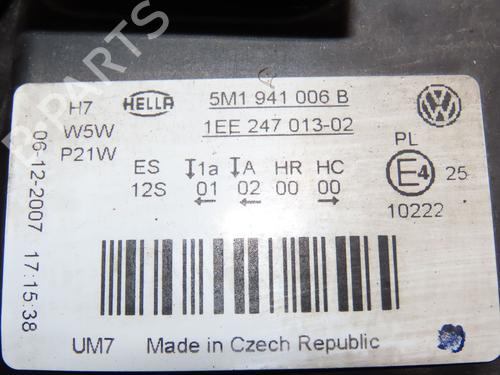 B-PARTS
H7
W5W
P21W
HELLA
5M1 941 006 B
1EE 247 013-02
ES
12S
1a
01
A
02
HR
00
HC
00
PL
E4
25
10222
06-12-2007 17:15:38
UM7
Made in Czech Republic